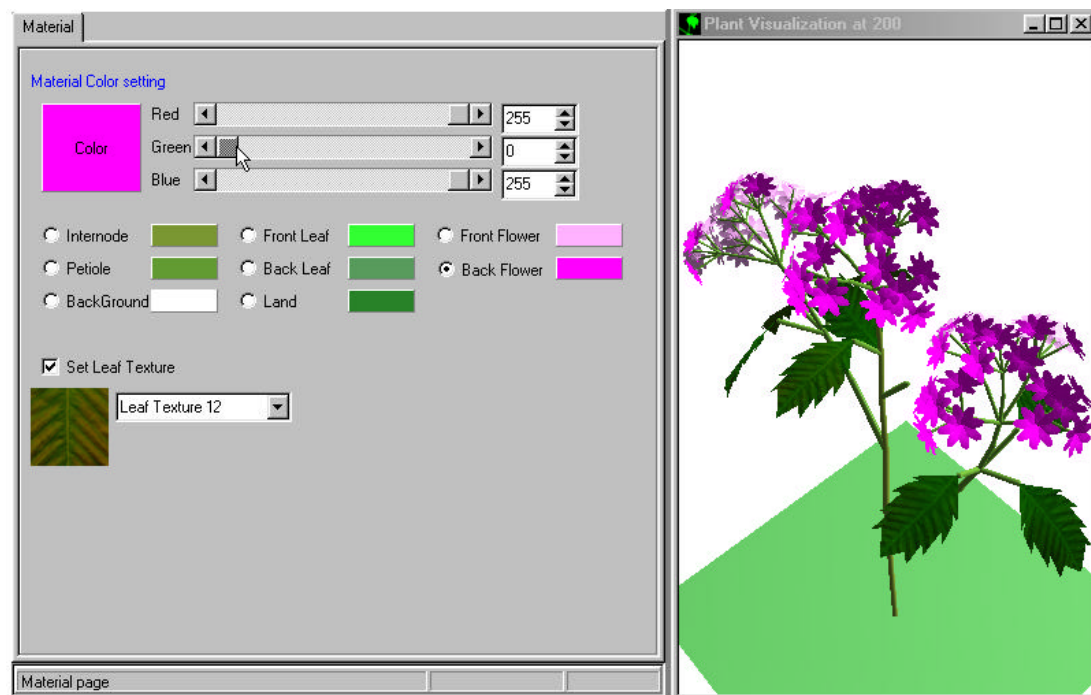 Material
Plant Visualization at 200
Material Color setting
Color
Red 255
Green 0
Blue 255
Internode Front Leaf Front Flower
Petiole Back Leaf Back Flower
BackGround Land
Set Leaf Texture
Leaf Texture 12
Material page